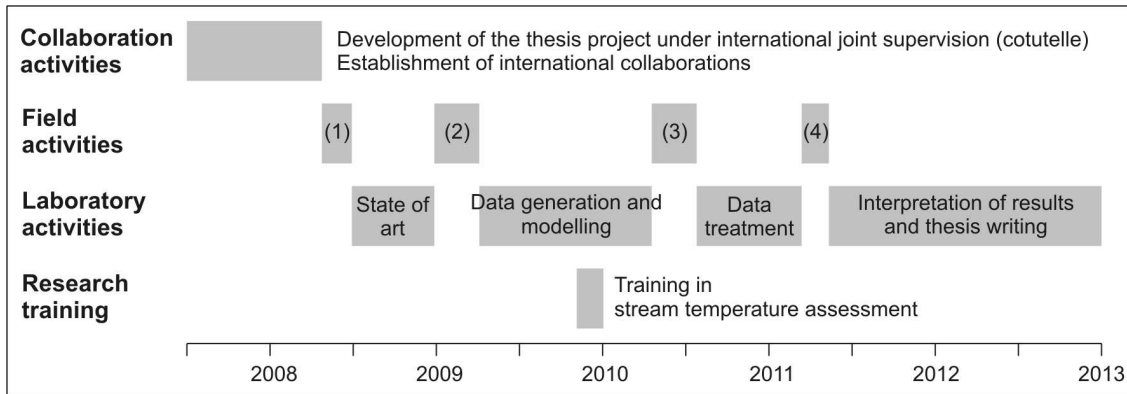 Collaboration
activities
Development of the thesis project under international joint supervision (cotutelle)
Establishment of international collaborations
Field
activities
(1)
(2)
(3)
(4)
Laboratory
activities
State of
art
Data generation and
modelling
Data
treatment
Interpretation of results
and thesis writing
Research
training
Training in
stream temperature assessment
2008
2009
2010
2011
2012
2013